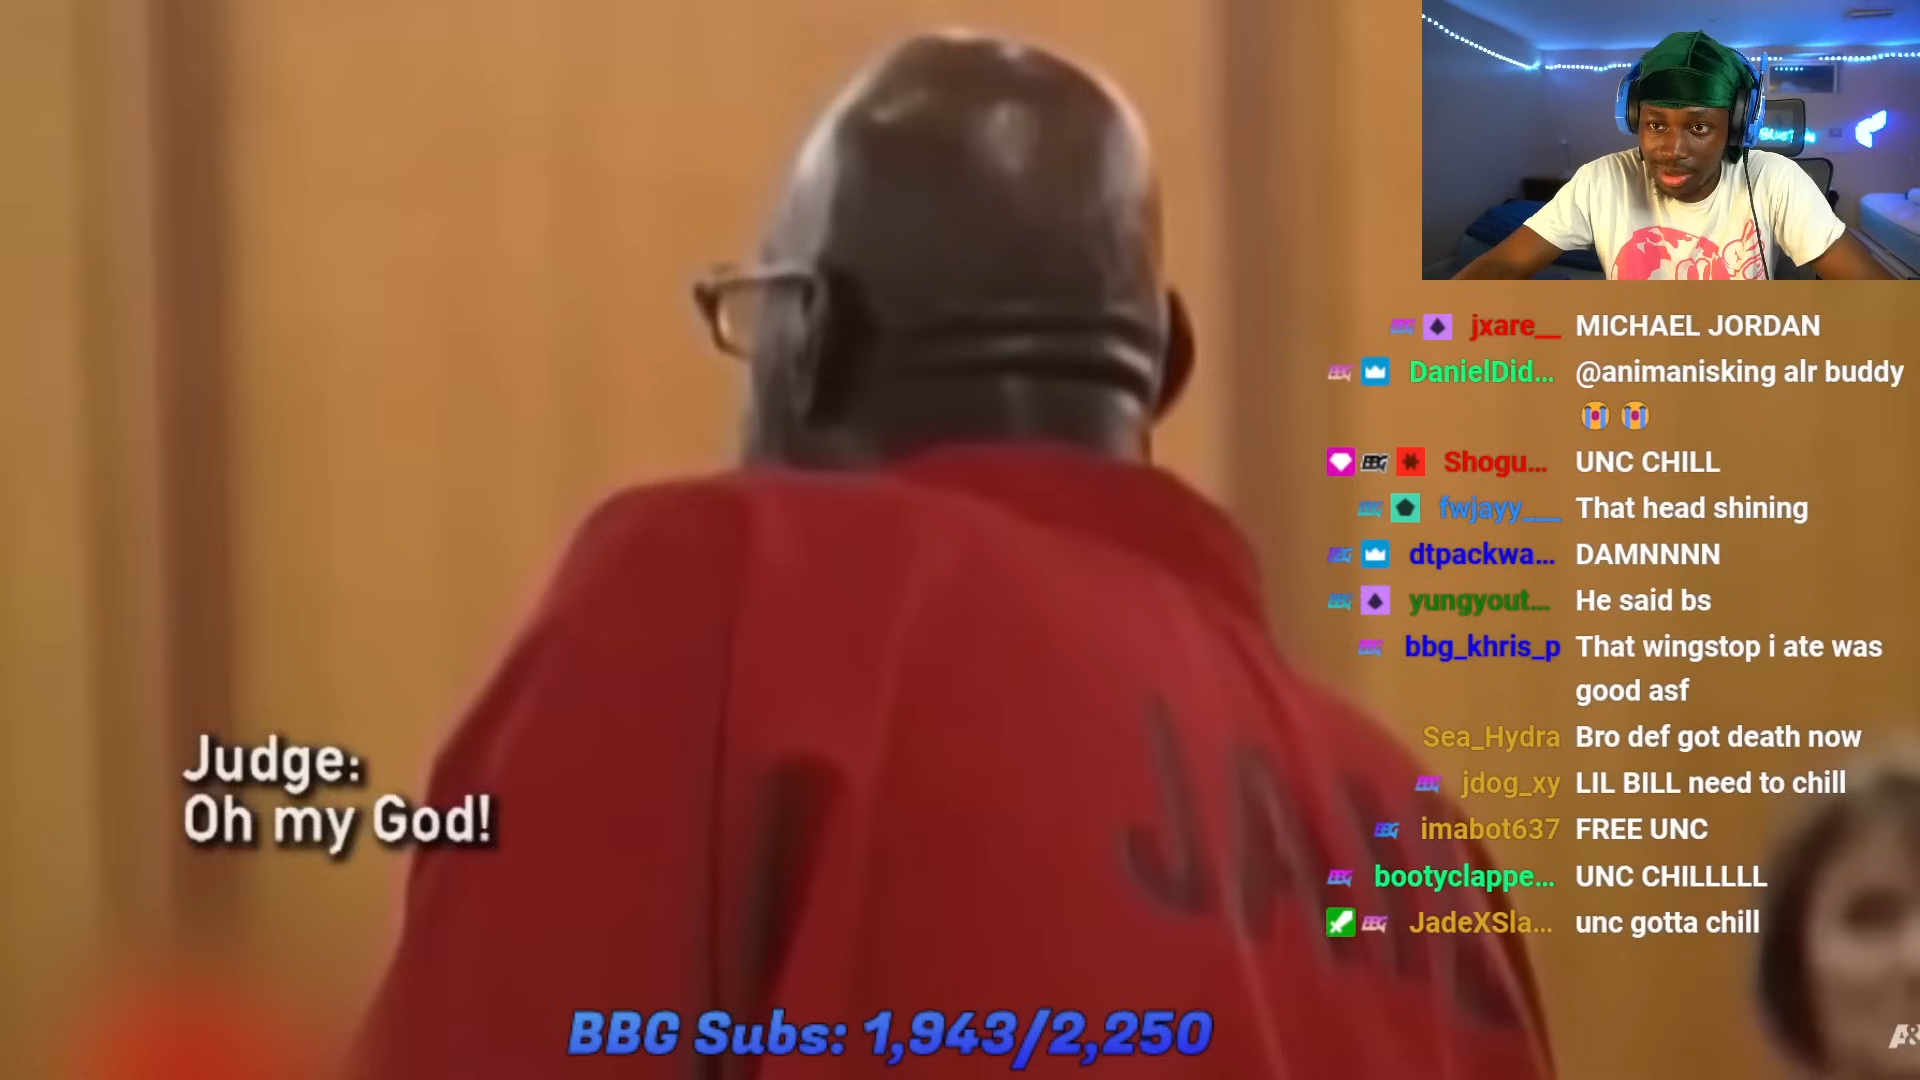 jxare__ MICHAEL JORDAN
DanielDid... @animanisking alr buddy
Shogu... UNC CHILL
fwjayy___ That head shining
dtpackwa... DAMNNNN
yungyout... He said bs
bbg_khris_p That wingstop i ate was
good asf
Sea_Hydra Bro def got death now
jdog_xy LIL BILL need to chill
imabot637 FREE UNC
bootyclappe... UNC CHILLLLL
JadeXSla... unc gotta chill
Judge:
Oh my God!
JAIL
BBG Subs: 1,943/2,250
A&